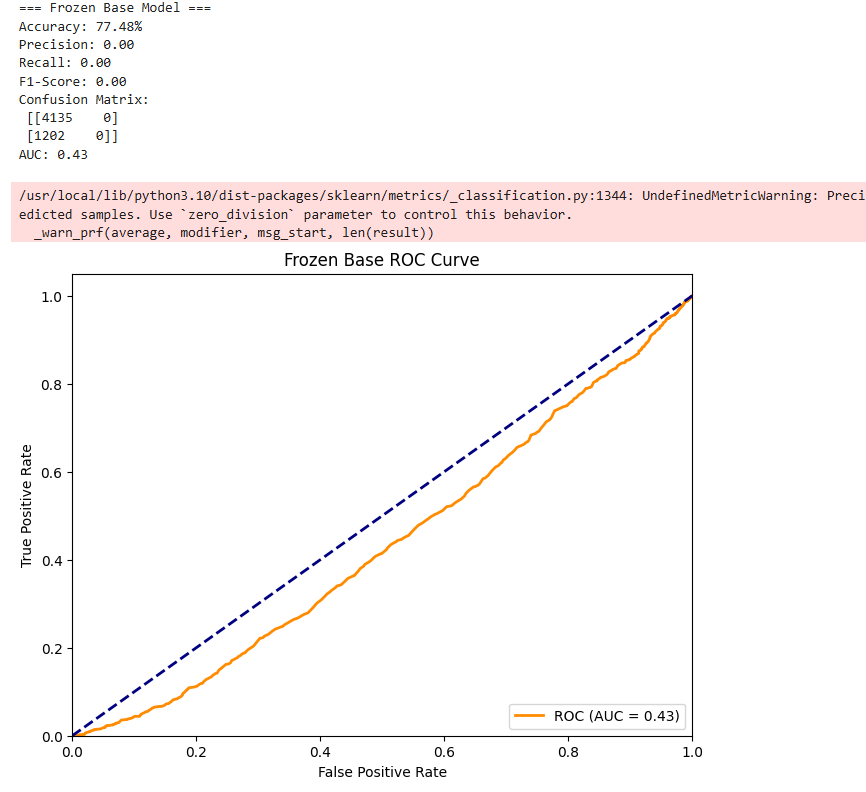 === Frozen Base Model ===
Accuracy: 77.48%
Precision: 0.00
Recall: 0.00
F1-Score: 0.00
Confusion Matrix:
[[4135    0]
[1202    0]]
AUC: 0.43
/usr/local/lib/python3.10/dist-packages/sklearn/metrics/_classification.py:1344: UndefinedMetricWarning: Preci
edicted samples. Use `zero_division` parameter to control this behavior.
_warn_prf(average, modifier, msg_start, len(result))
Frozen Base ROC Curve
1.0
0.8
0.6
0.4
0.2
0.0
True Positive Rate
ROC (AUC = 0.43)
0.0 0.2 0.4 0.6 0.8 1.0
False Positive Rate